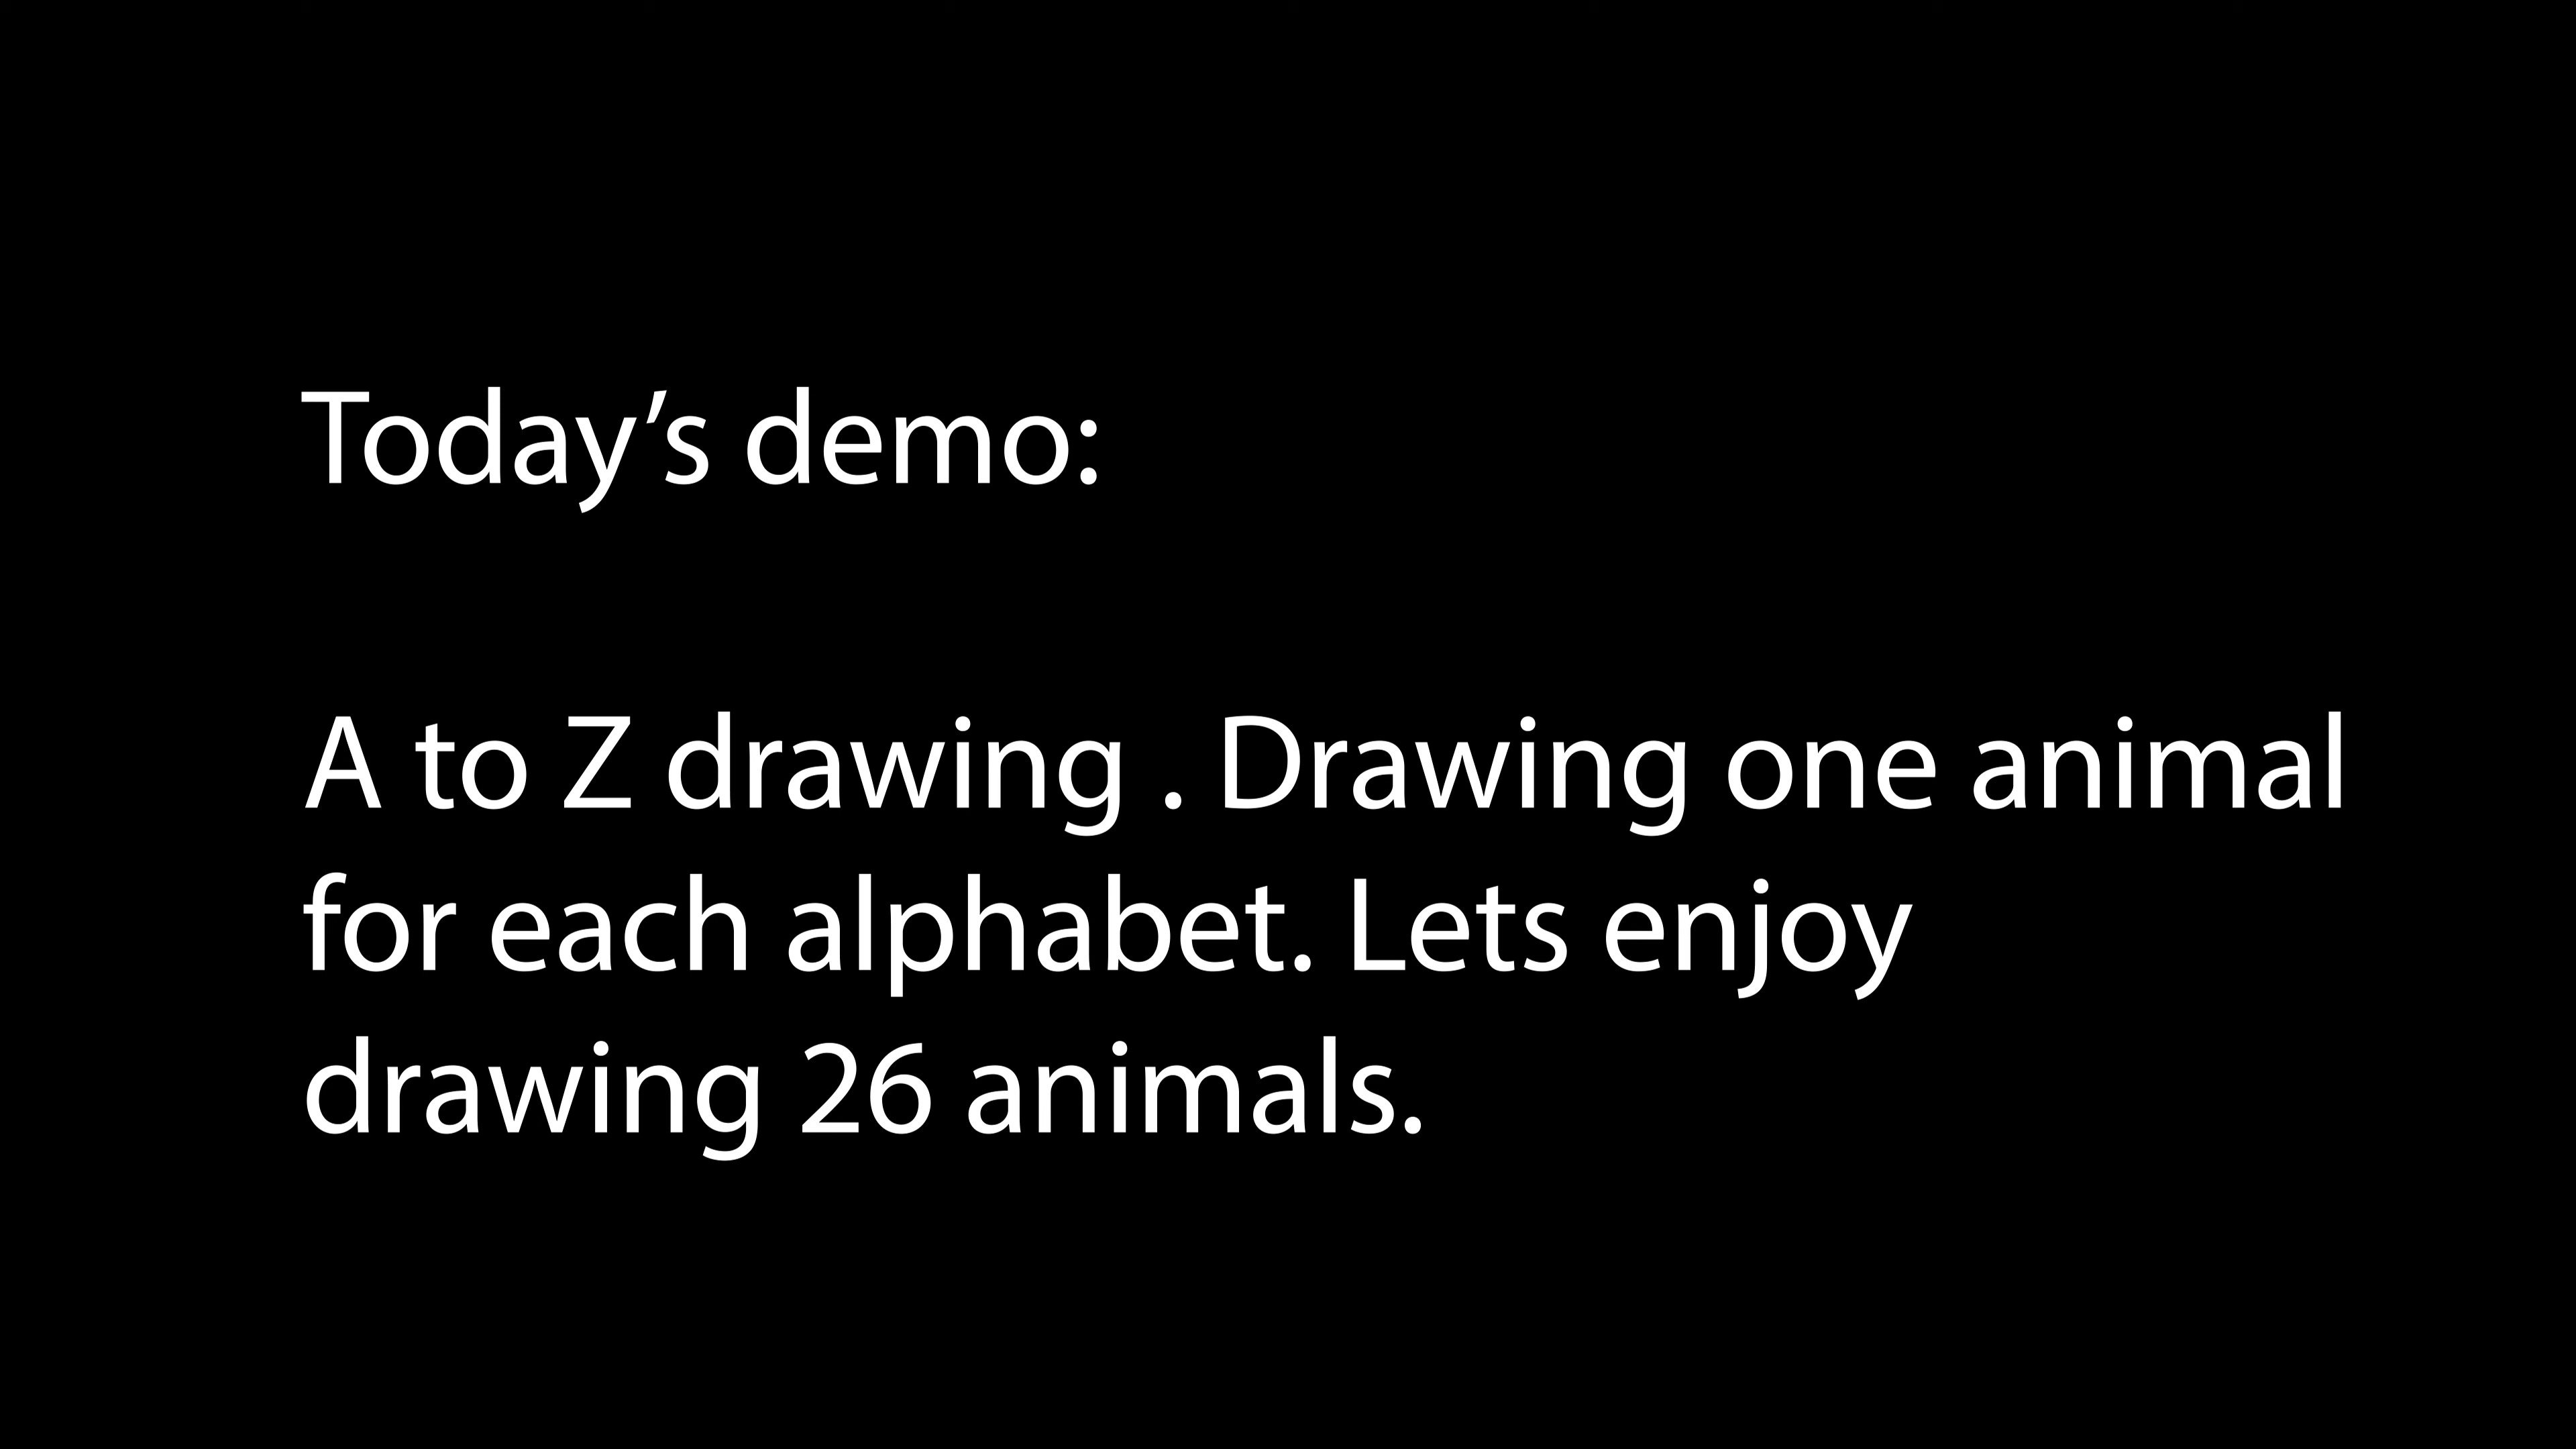 Today’s demo:
A to Z drawing . Drawing one animal
for each alphabet. Lets enjoy
drawing 26 animals.